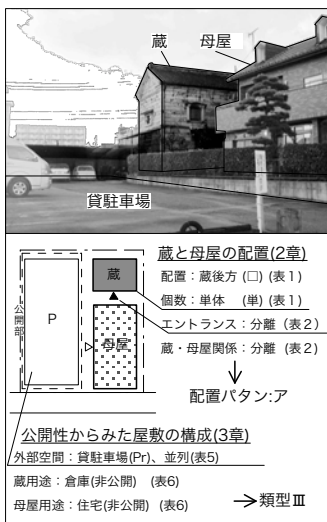 蔵 母屋
貸駐車場
蔵と母屋の配置(2章)
配置：蔵後方 (□) (表1)
個数：単体 (単) (表1)
エントランス：分離 (表2)
蔵・母屋関係：分離 (表2)
配置パタン:ア
蔵
公開部
P
母屋
公開性からみた屋敷の構成(3章)
外部空間：貸駐車場(Pr)、並列(表5)
蔵用途：倉庫(非公開) (表6)
母屋用途：住宅(非公開) (表6)
類型Ⅲ